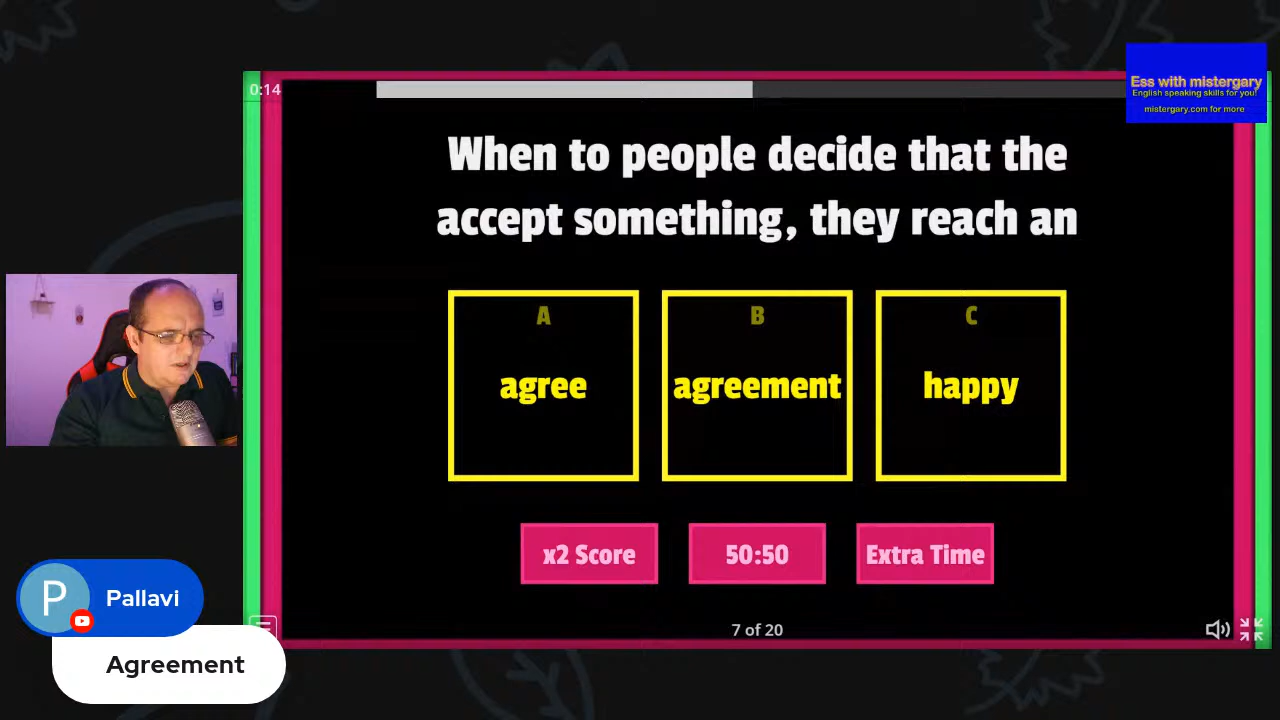 0:14
Ess with mistergary
English speaking skills for you!
mistergary.com for more
When to people decide that the
accept something, they reach an
A
agree
B
agreement
C
happy
x2 Score
50:50
Extra Time
7 of 20
P
Pallavi
Agreement